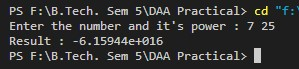 PS F:\B.Tech. Sem 5\DAA Practical> cd "f:\
Enter the number and it's power : 7 25
Result : -6.15944e+016
PS F:\B.Tech. Sem 5\DAA Practical>